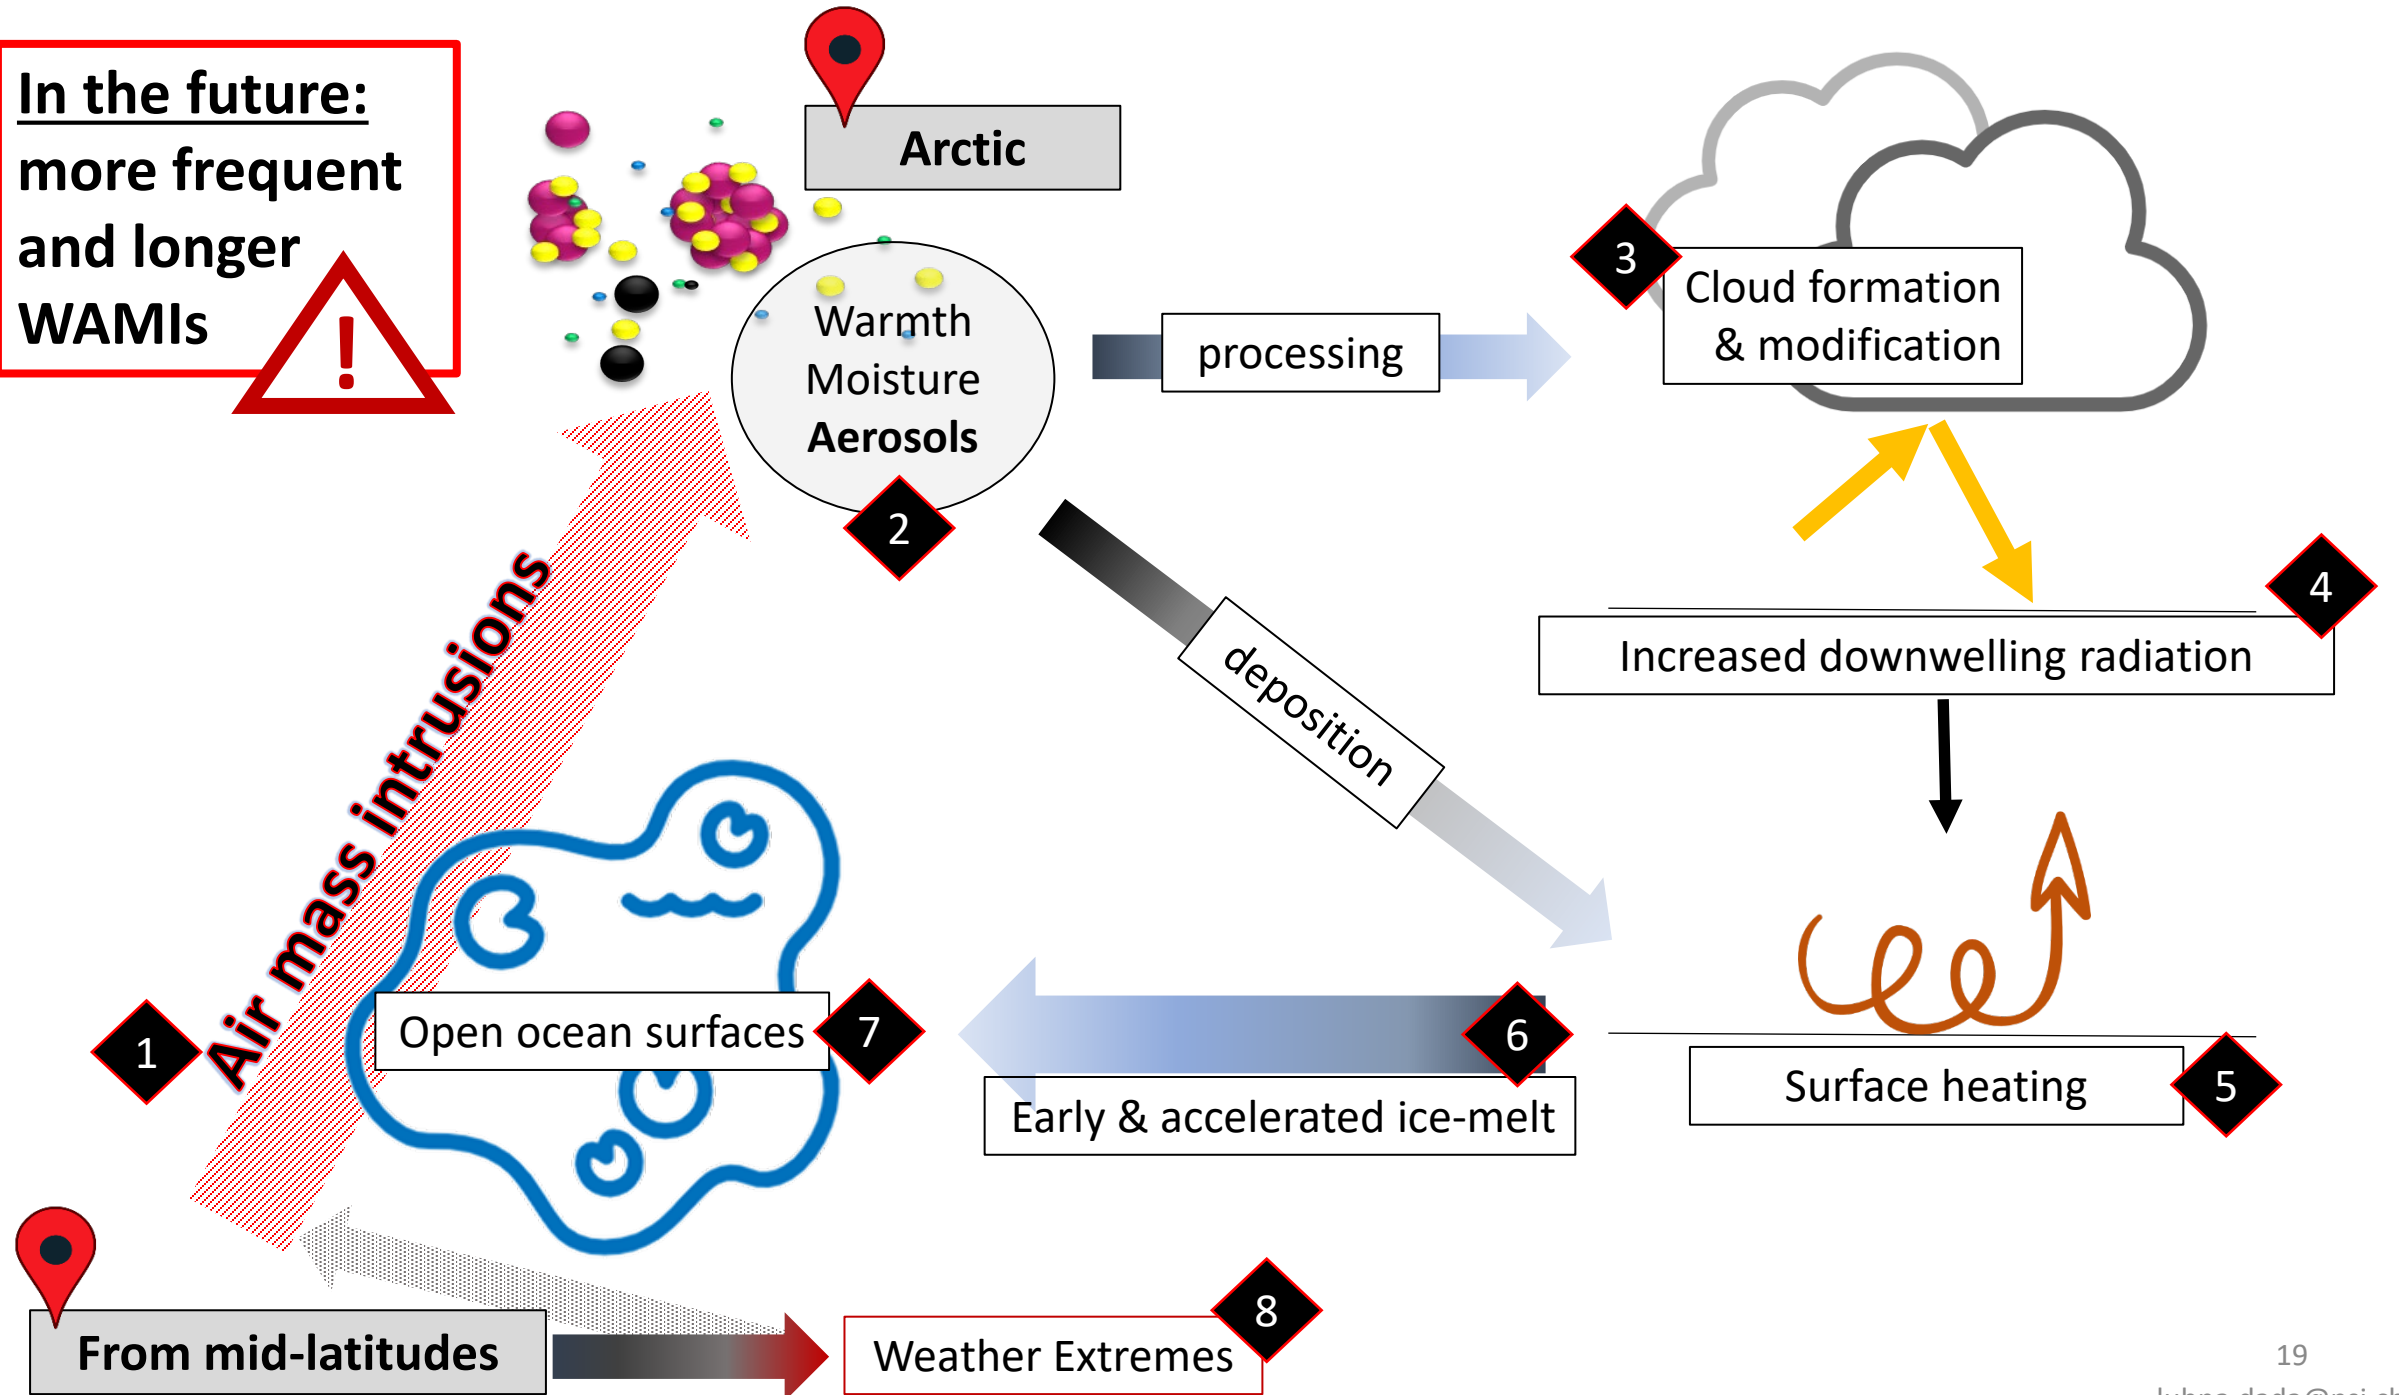 In the future:
more frequent
and longer
WAMIs
!
Arctic
Warmth
Moisture
Aerosols
2
processing
3
Cloud formation
& modification
4
Increased downwelling radiation
deposition
Air mass intrusions
1
Open ocean surfaces
7
6
Early & accelerated ice-melt
Surface heating
5
From mid-latitudes
Weather Extremes
8
19